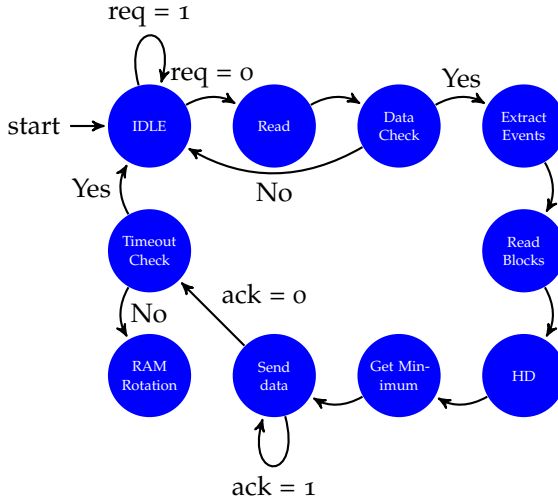 req = 1
req = 0
Yes
start
IDLE
Read
Data
Check
Extract
Events
No
Yes
Timeout
Check
Read
Blocks
ack = 0
No
RAM
Rotation
Send
data
Get Min-
imum
HD
ack = 1